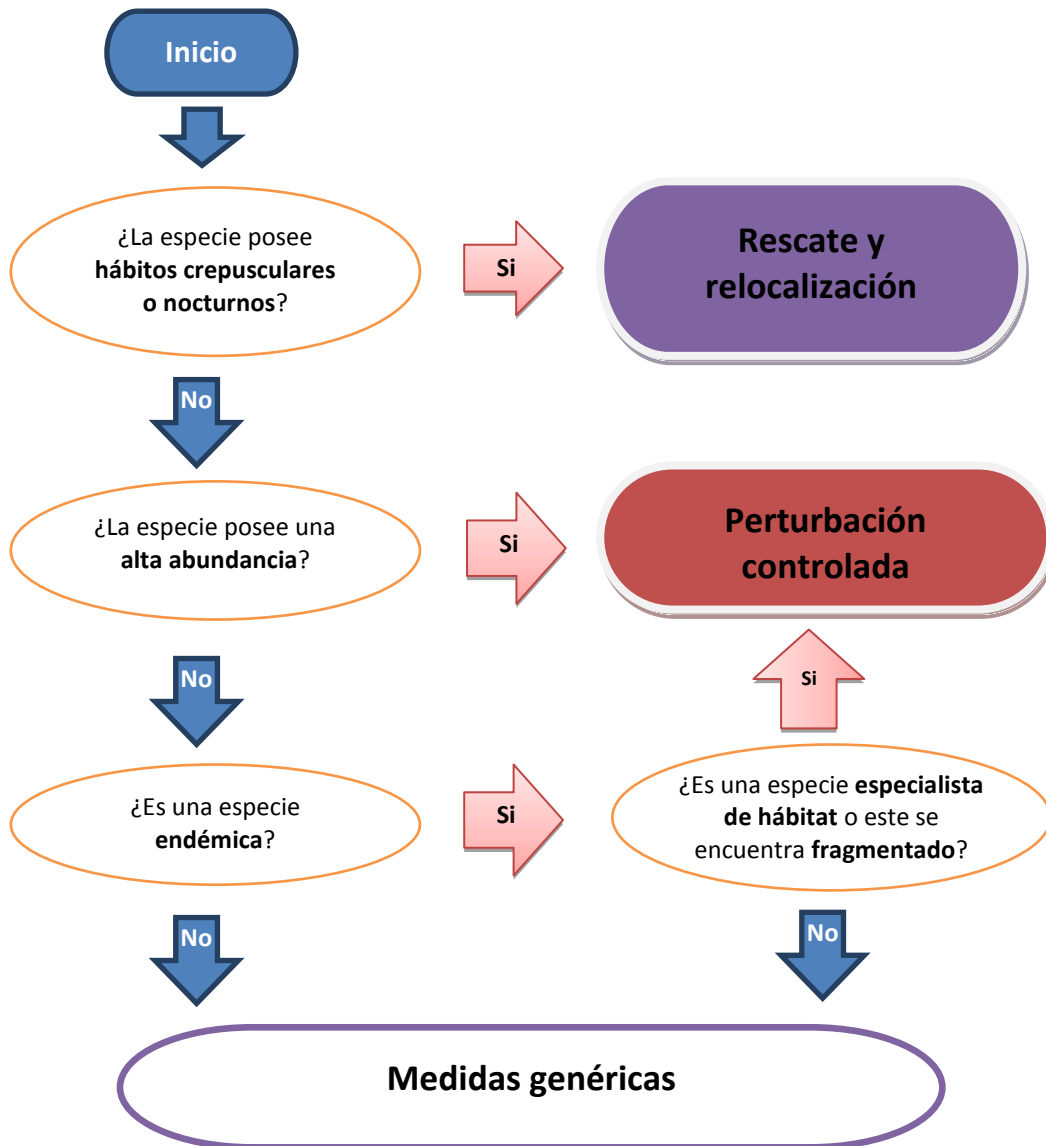 Inicio
¿La especie posee
hábitos crepusculares
o nocturnos?
Si
Rescate y
relocalización
No
¿La especie posee una
alta abundancia?
Si
Perturbación
controlada
No
Si
¿Es una especie
endémica?
Si
¿Es una especie especialista
de hábitat o este se
encuentra fragmentado?
No
No
Medidas genéricas